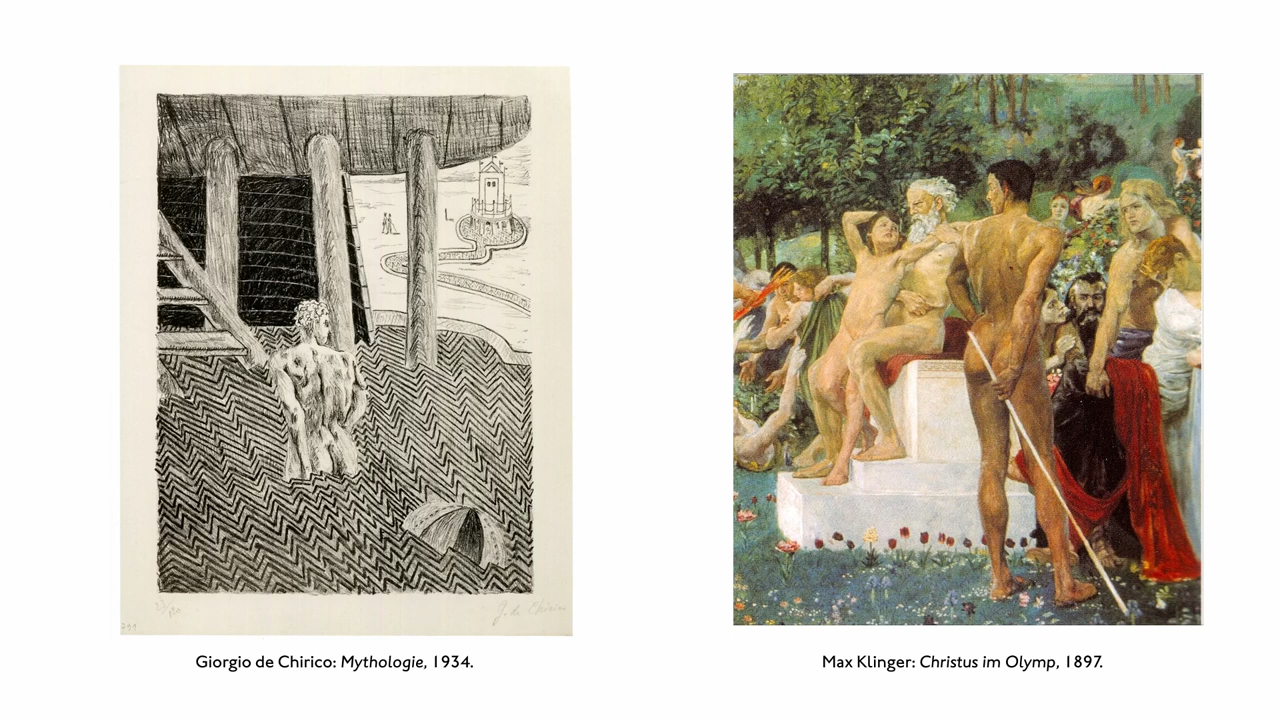 Giorgio de Chirico: Mythologie, 1934.
Max Klinger: Christus im Olymp, 1897.